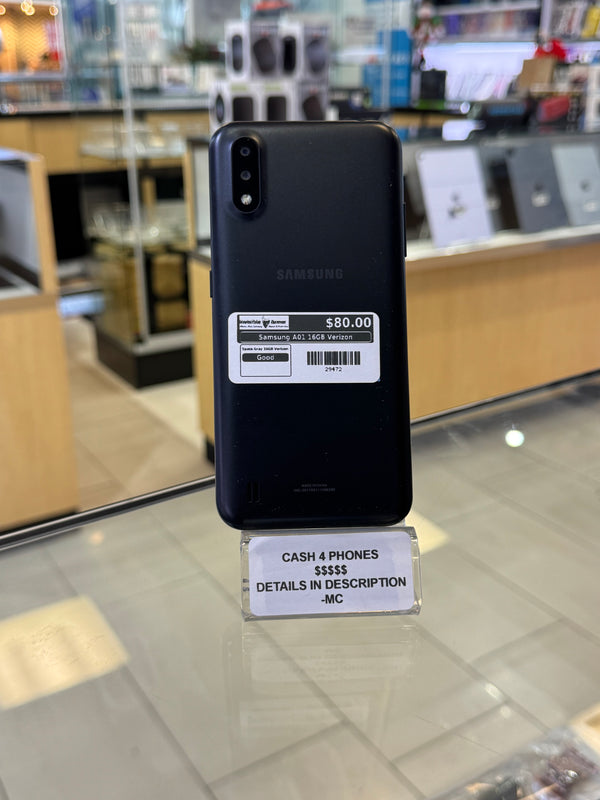 SAMSUNG
$80.00
Samsung A01 16GB Verizon
Good
29472
CASH 4 PHONES
$$$$$
DETAILS IN DESCRIPTION
-MC